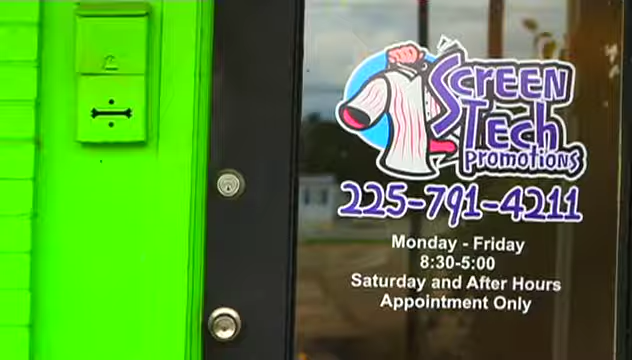 Screen
Tech
Promotions
225-791-4211
Monday - Friday
8:30-5:00
Saturday and After Hours
Appointment Only